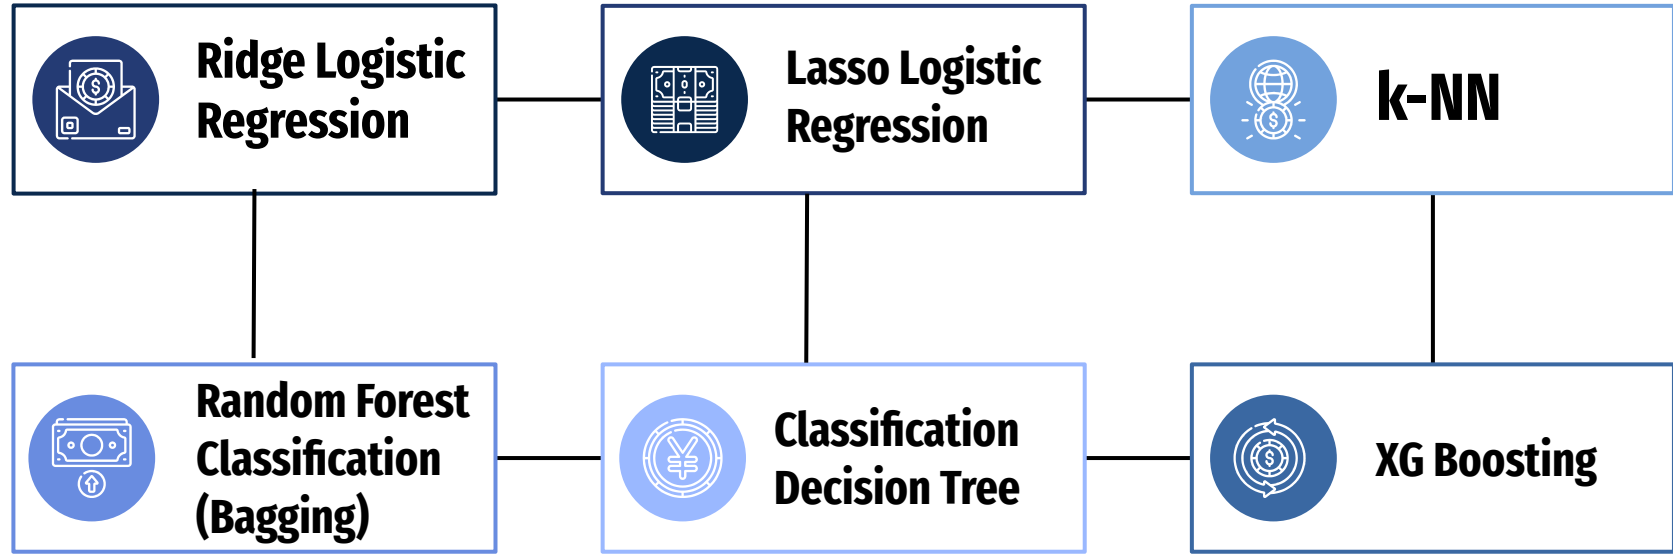 Ridge Logistic
Regression
Lasso Logistic
Regression
k-NN
Random Forest
Classification
(Bagging)
Classification
Decision Tree
XG Boosting